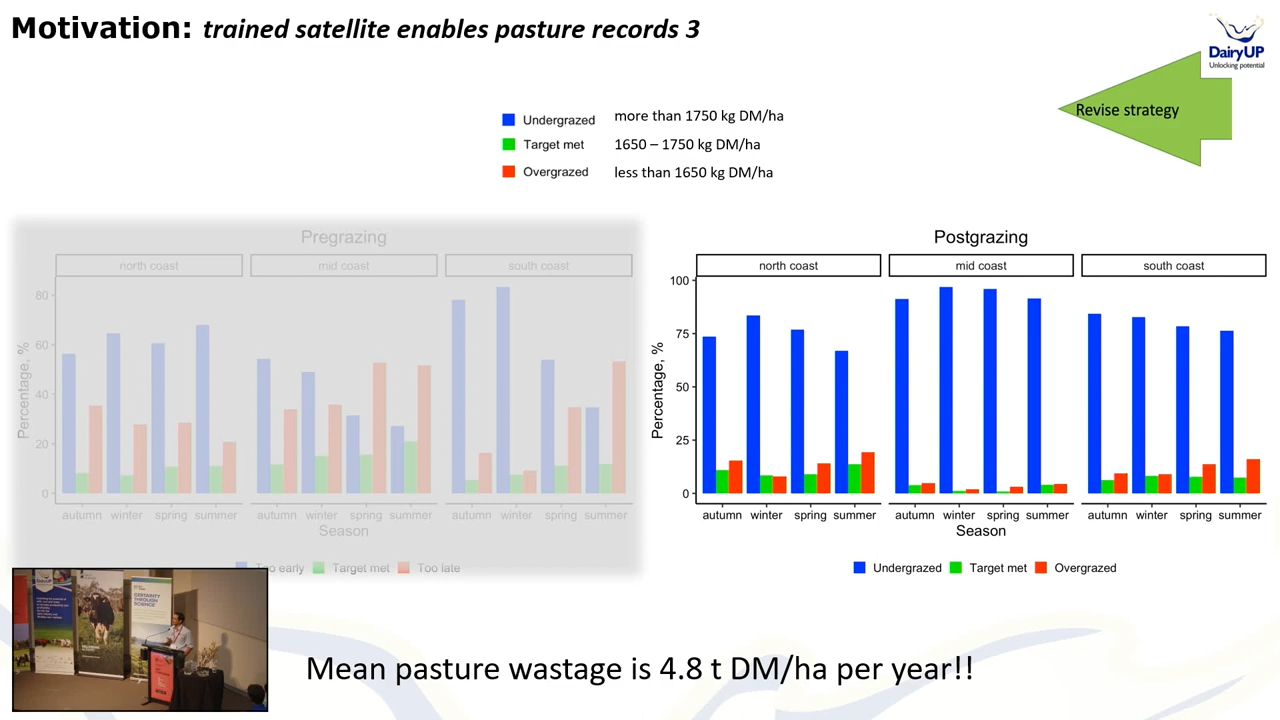 Motivation: trained satellite enables pasture records 3
DairyUP
Unlocking potential
Revise strategy
Undergrazed more than 1750 kg DM/ha
Target met 1650 – 1750 kg DM/ha
Overgrazed less than 1650 kg DM/ha
Pregrazing
north coast mid coast south coast
Percentage, %
80
60
40
20
0
autumn winter spring summer autumn winter spring summer autumn winter spring summer
Season
Too early Target met Too late
Postgrazing
north coast mid coast south coast
Percentage, %
100
75
50
25
0
autumn winter spring summer autumn winter spring summer autumn winter spring summer
Season
Undergrazed Target met Overgrazed
CERTAINTY
THROUGH
SCIENCE
Mean pasture wastage is 4.8 t DM/ha per year!!